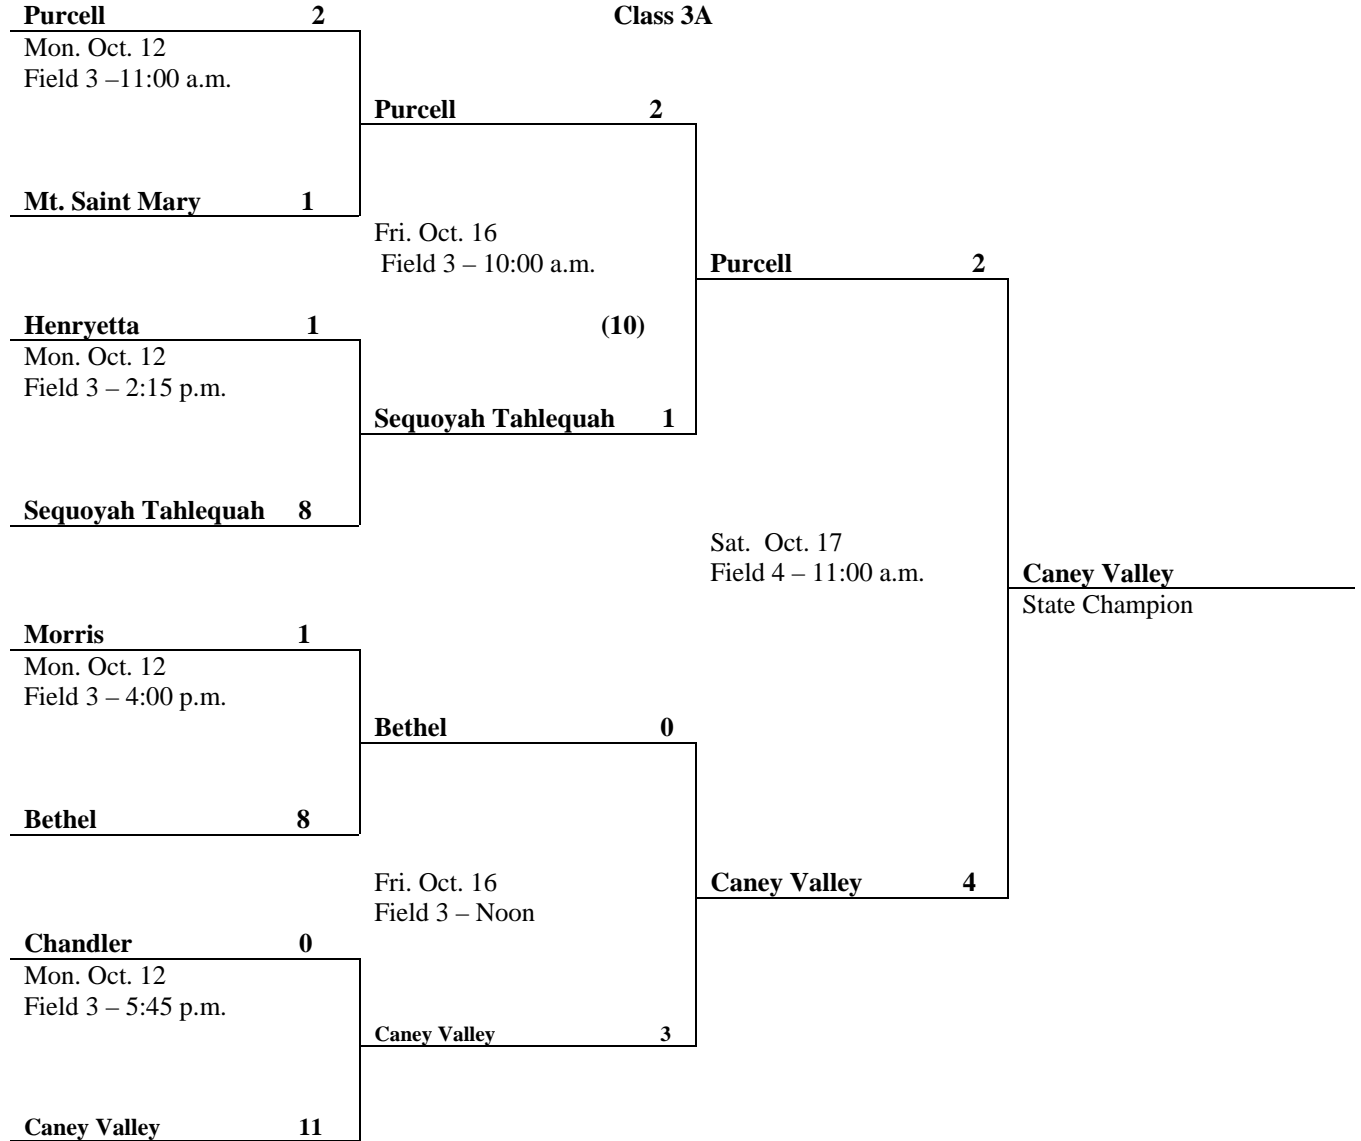 Purcell 2
Class 3A
Mon. Oct. 12
Field 3 –11:00 a.m.
Purcell 2
Mt. Saint Mary 1
Fri. Oct. 16
Field 3 – 10:00 a.m.
Purcell 2
Henryetta 1
(10)
Mon. Oct. 12
Field 3 – 2:15 p.m.
Sequoyah Tahlequah 1
Sequoyah Tahlequah 8
Sat. Oct. 17
Field 4 – 11:00 a.m.
Caney Valley
State Champion
Morris 1
Mon. Oct. 12
Field 3 – 4:00 p.m.
Bethel 0
Bethel 8
Fri. Oct. 16
Field 3 – Noon
Caney Valley 4
Chandler 0
Mon. Oct. 12
Field 3 – 5:45 p.m.
Caney Valley 3
Caney Valley 11